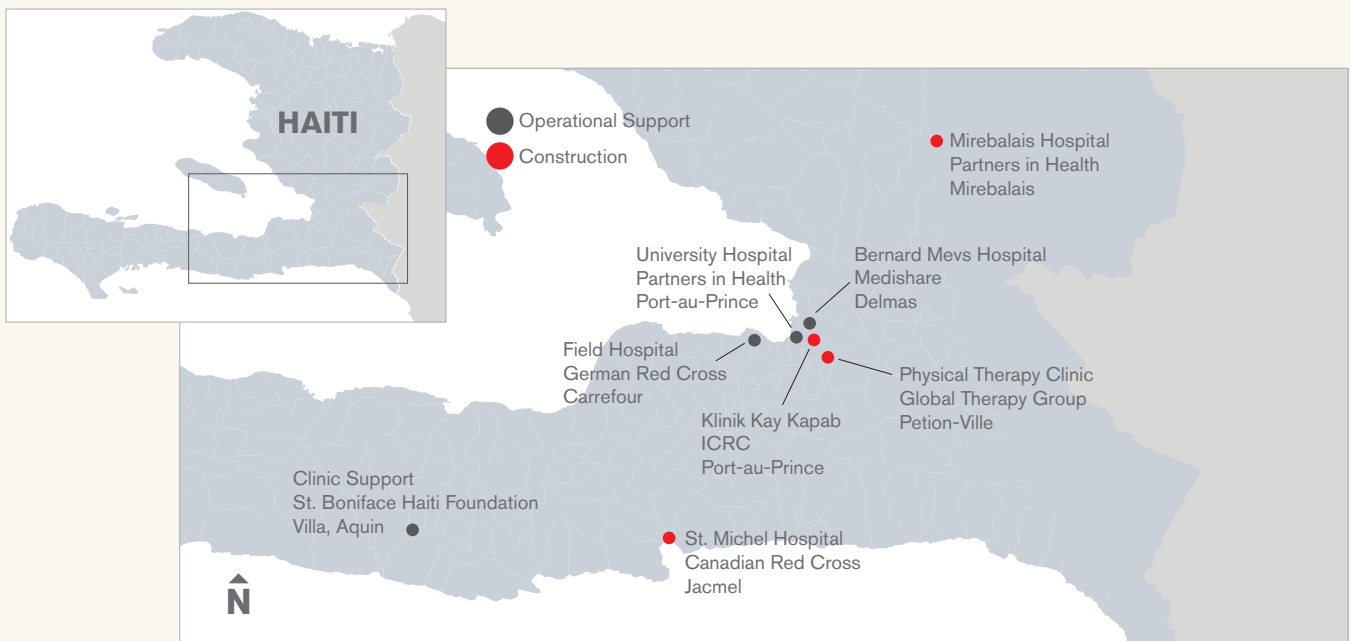 HAITI
Operational Support
Construction
Mirebalais Hospital
Partners in Health
Mirebalais
University Hospital
Partners in Health
Port-au-Prince
Bernard Mevs Hospital
Medishare
Delmas
Field Hospital
German Red Cross
Carrefour
Physical Therapy Clinic
Global Therapy Group
Petion-Ville
Klinik Kay Kapab
ICRC
Port-au-Prince
Clinic Support
St. Boniface Haiti Foundation
Villa, Aquin
St. Michel Hospital
Canadian Red Cross
Jacmel
N